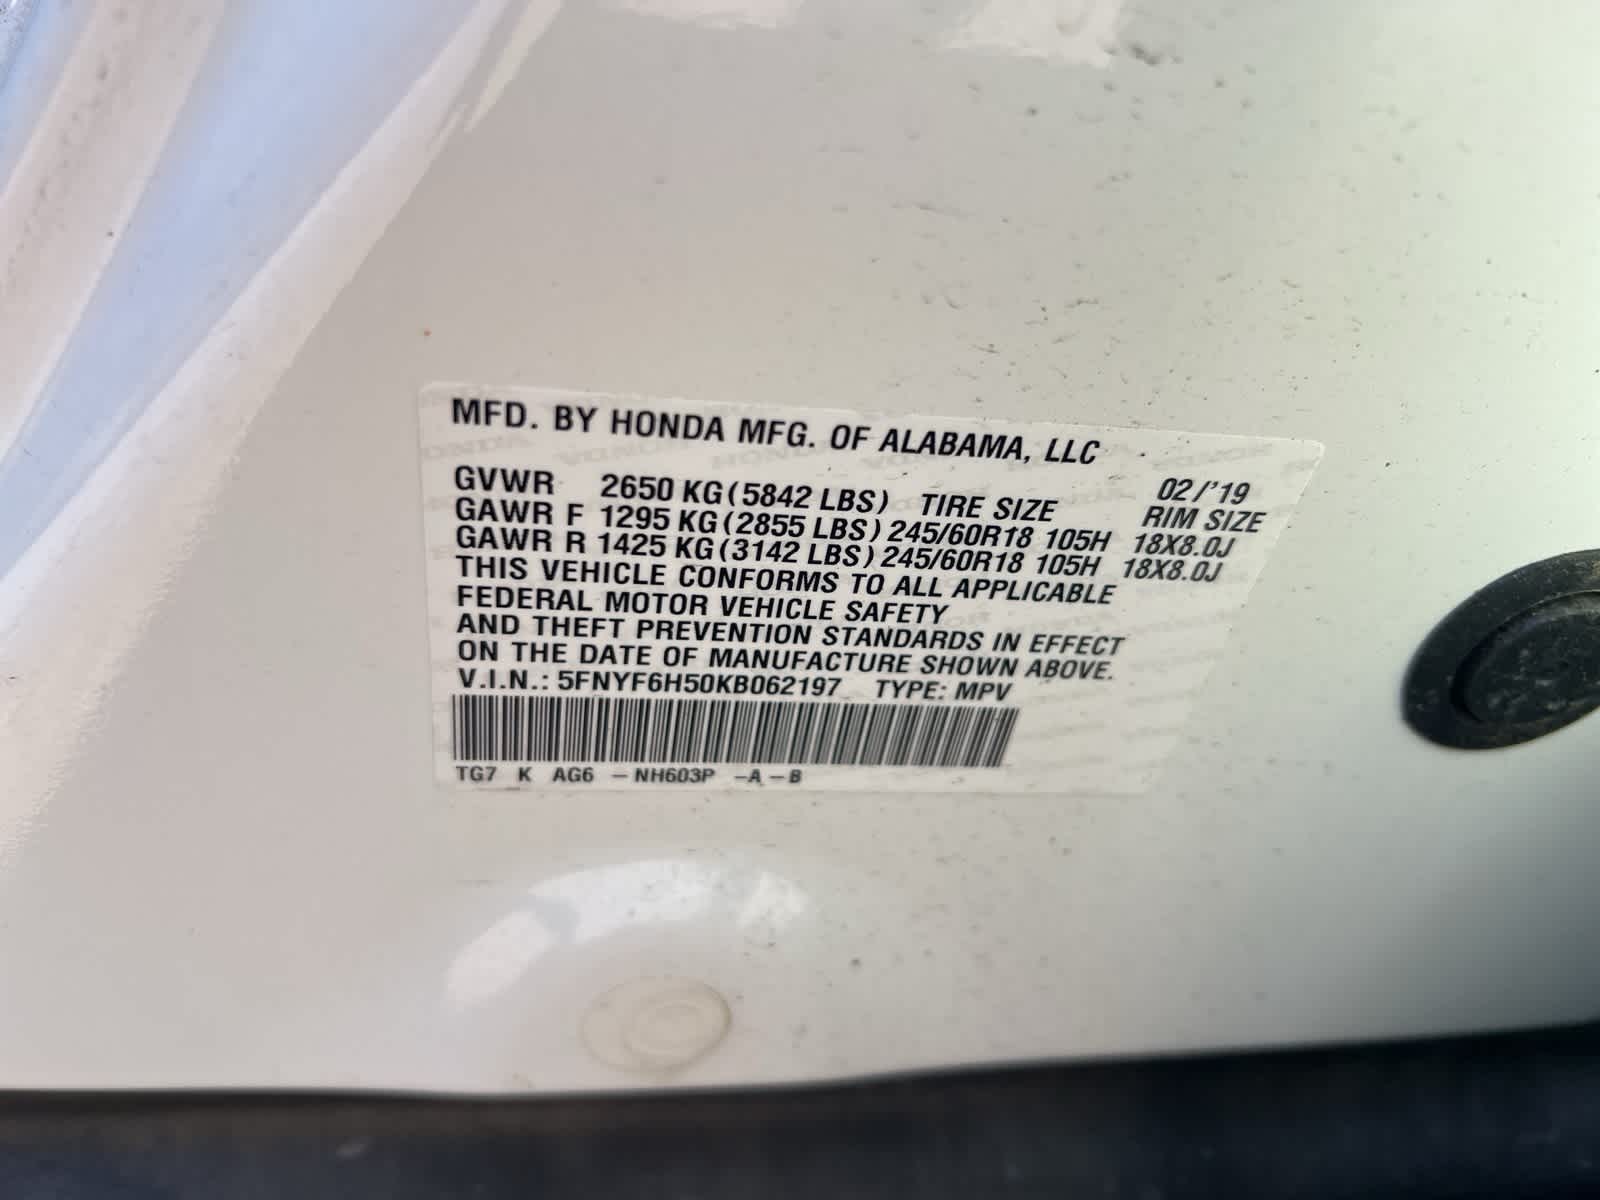 MFD. BY HONDA MFG. OF ALABAMA, LLC
02/'19
GVWR 2650 KG (5842 LBS) TIRE SIZE RIM SIZE
GAWR F 1295 KG (2855 LBS) 245/60R18 105H 18X8.0J
GAWR R 1425 KG (3142 LBS) 245/60R18 105H 18X8.0J
THIS VEHICLE CONFORMS TO ALL APPLICABLE
FEDERAL MOTOR VEHICLE SAFETY
AND THEFT PREVENTION STANDARDS IN EFFECT
ON THE DATE OF MANUFACTURE SHOWN ABOVE.
V.I.N.: 5FNYF6H50KB062197 TYPE: MPV
TG7 K AG6 – NH603P –A – B